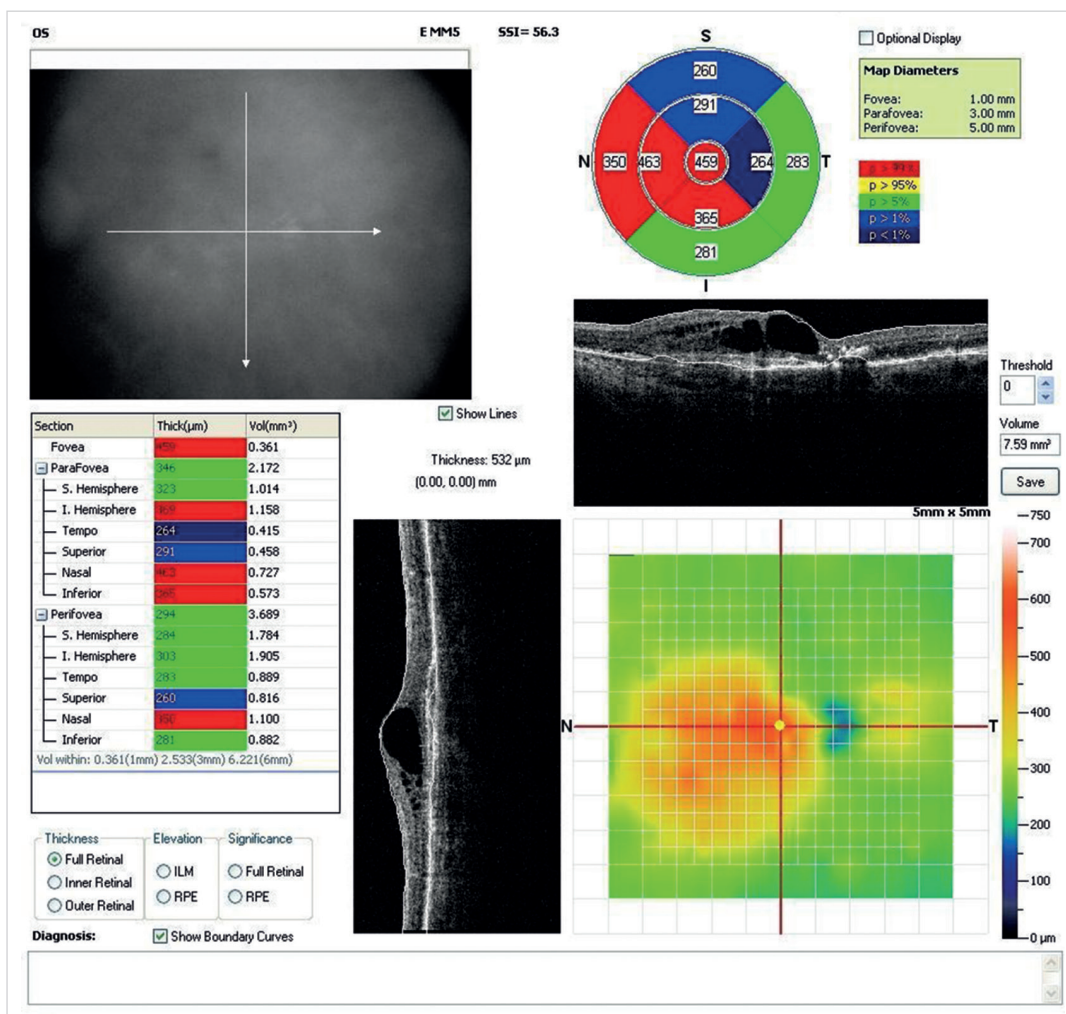 OS E MM5 SSI= 56.3
Optional Display
Map Diameters
Fovea: 1.00 mm
Parafovea: 3.00 mm
Perifovea: 5.00 mm
p > 99%
p > 95%
p > 5%
p > 1%
p < 1%
S
260
291
N 350 463 459 264 283 T
365
281
I
Threshold
0
Volume
7.59 mm³
Save
Show Lines
Thickness: 532 µm
(0.00, 0.00) mm
Section Thick(µm) Vol(mm³)
Fovea 459 0.361
ParaFovea 346 2.172
S. Hemisphere 323 1.014
I. Hemisphere 369 1.158
Tempo 264 0.415
Superior 291 0.458
Nasal 463 0.727
Inferior 365 0.573
Perifovea 294 3.689
S. Hemisphere 284 1.784
I. Hemisphere 303 1.905
Tempo 283 0.889
Superior 260 0.816
Nasal 350 1.100
Inferior 281 0.882
Vol within: 0.361(1mm) 2.533(3mm) 6.221(6mm)
5mm x 5mm
N T
750
700
600
500
400
300
200
100
0 µm
Thickness
Full Retinal
Inner Retinal
Outer Retinal
Elevation
ILM
RPE
Significance
Full Retinal
RPE
Diagnosis:
Show Boundary Curves